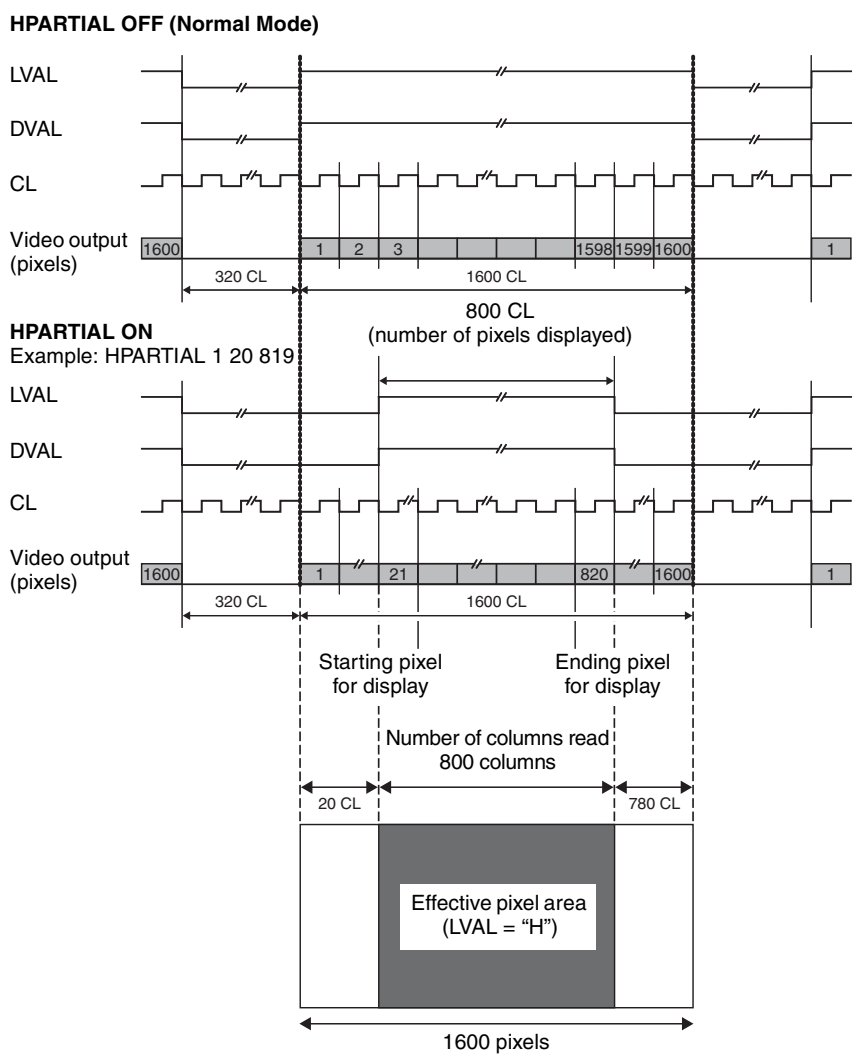 HPARTIAL OFF (Normal Mode)
LVAL
DVAL
CL
Video output
(pixels)
1600
1
2
3
1598
1599
1600
1
320 CL
1600 CL
800 CL
(number of pixels displayed)
HPARTIAL ON
Example: HPARTIAL 1 20 819
LVAL
DVAL
CL
Video output
(pixels)
1600
1
21
820
1600
1
320 CL
1600 CL
Starting pixel
for display
Ending pixel
for display
Number of columns read
800 columns
20 CL
780 CL
Effective pixel area
(LVAL = “H”)
1600 pixels